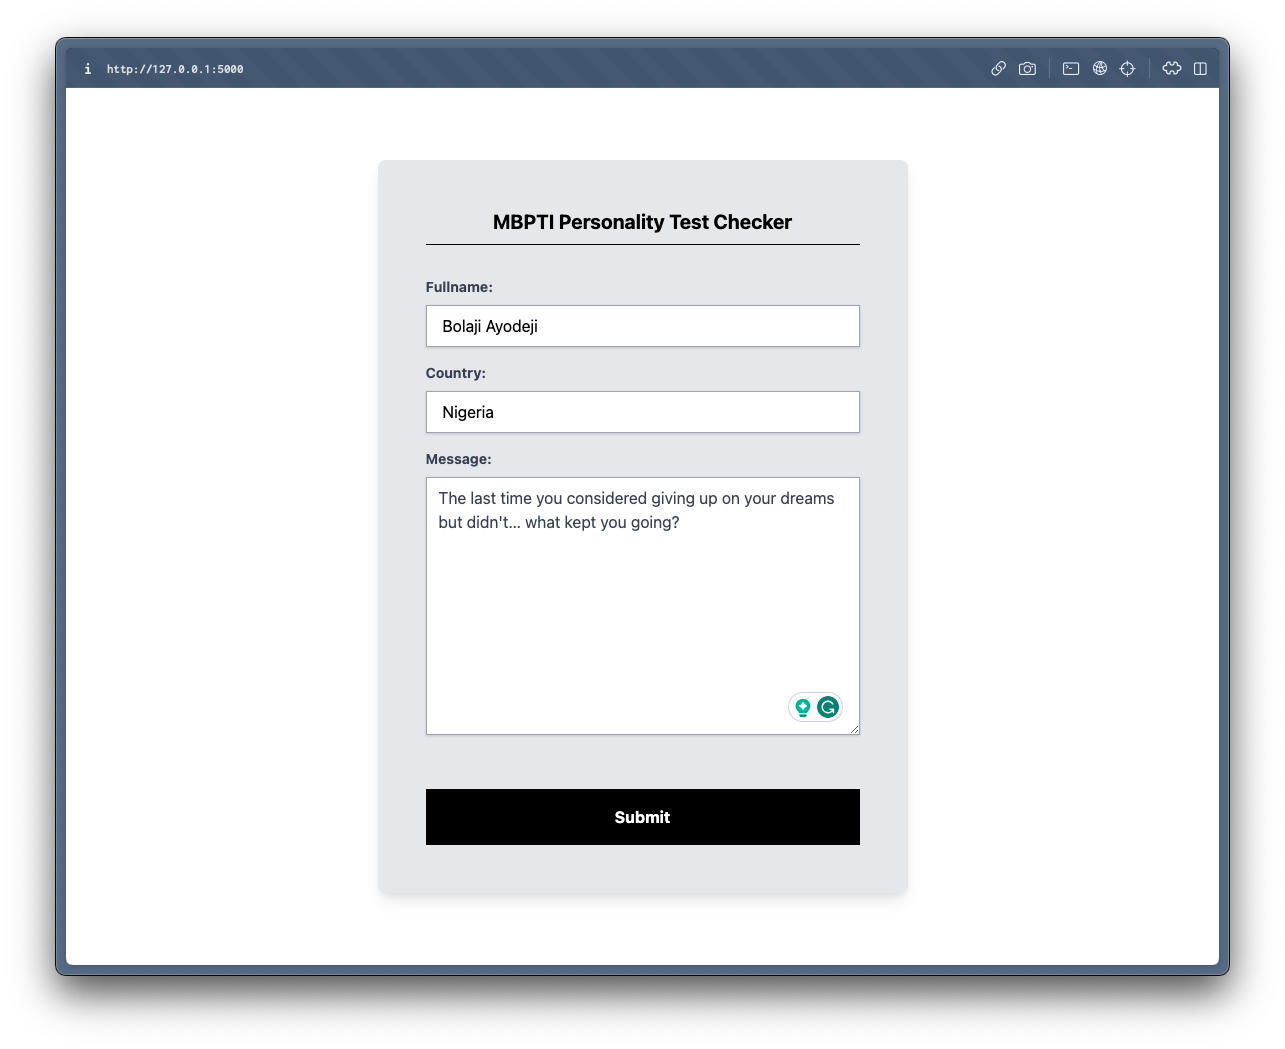 i http://127.0.0.1:5000
MBPTI Personality Test Checker
Fullname:
Bolaji Ayodeji
Country:
Nigeria
Message:
The last time you considered giving up on your dreams
but didn't... what kept you going?
Submit